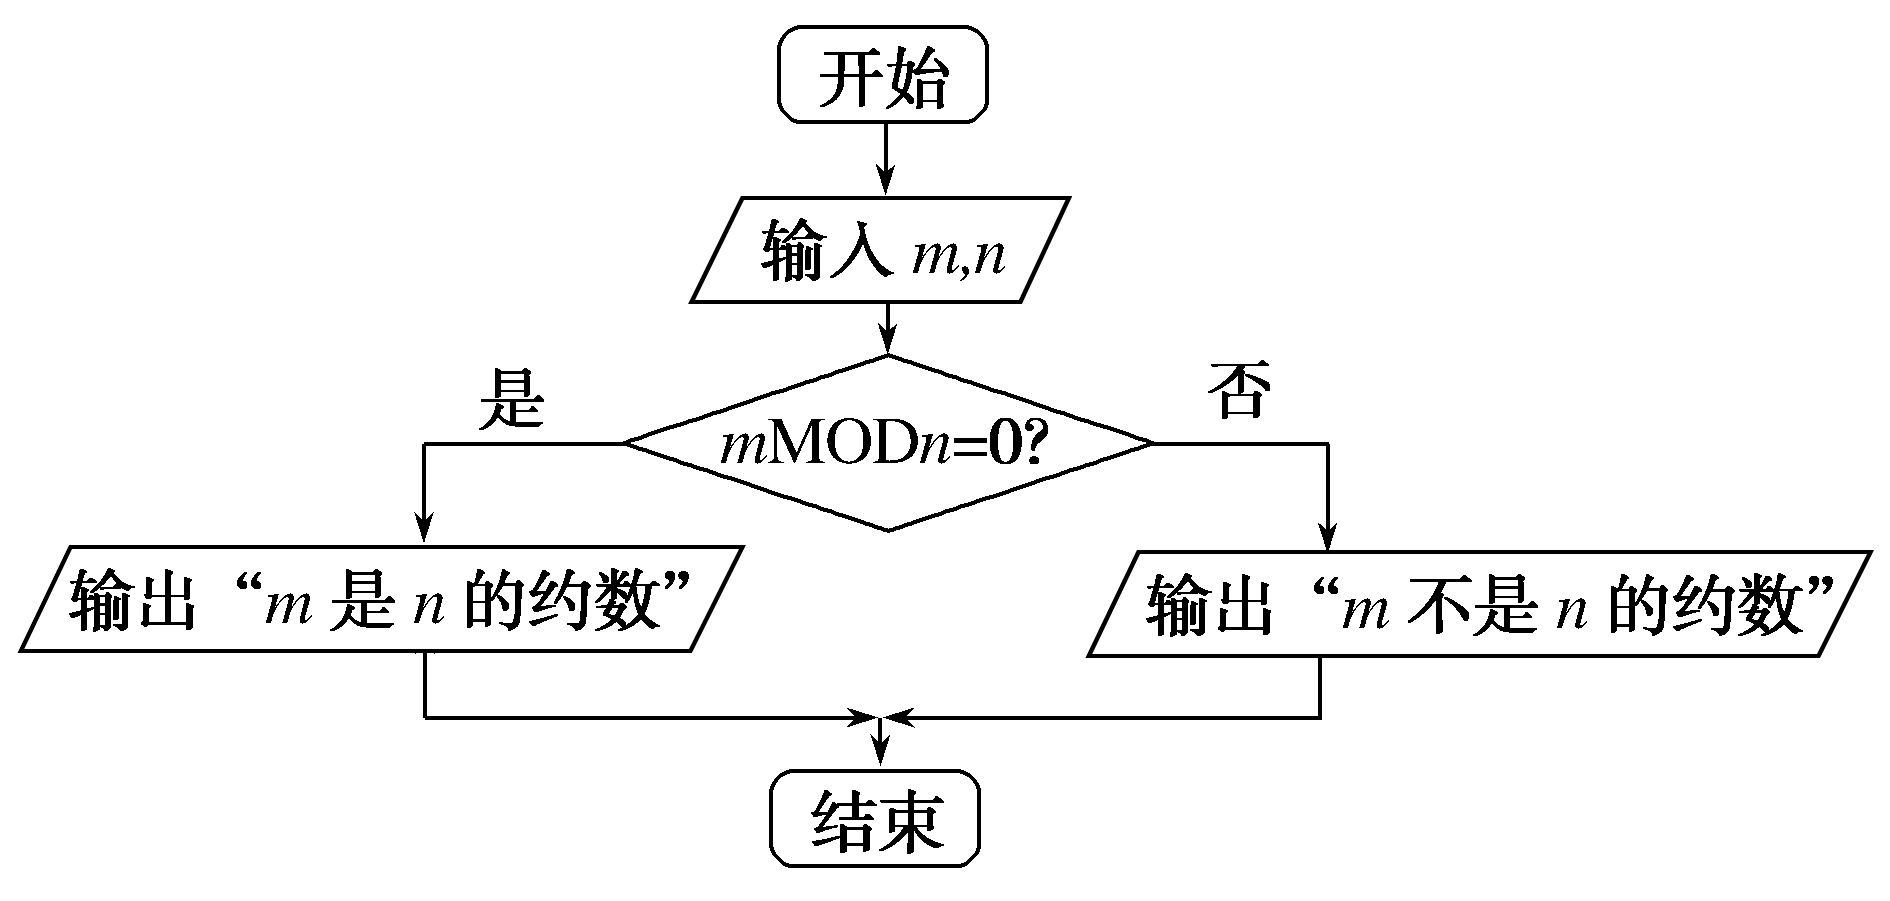 开始
输入 m,n
是
否
mMODn=0?
输出“m 是 n 的约数”
输出“m 不是 n 的约数”
结束